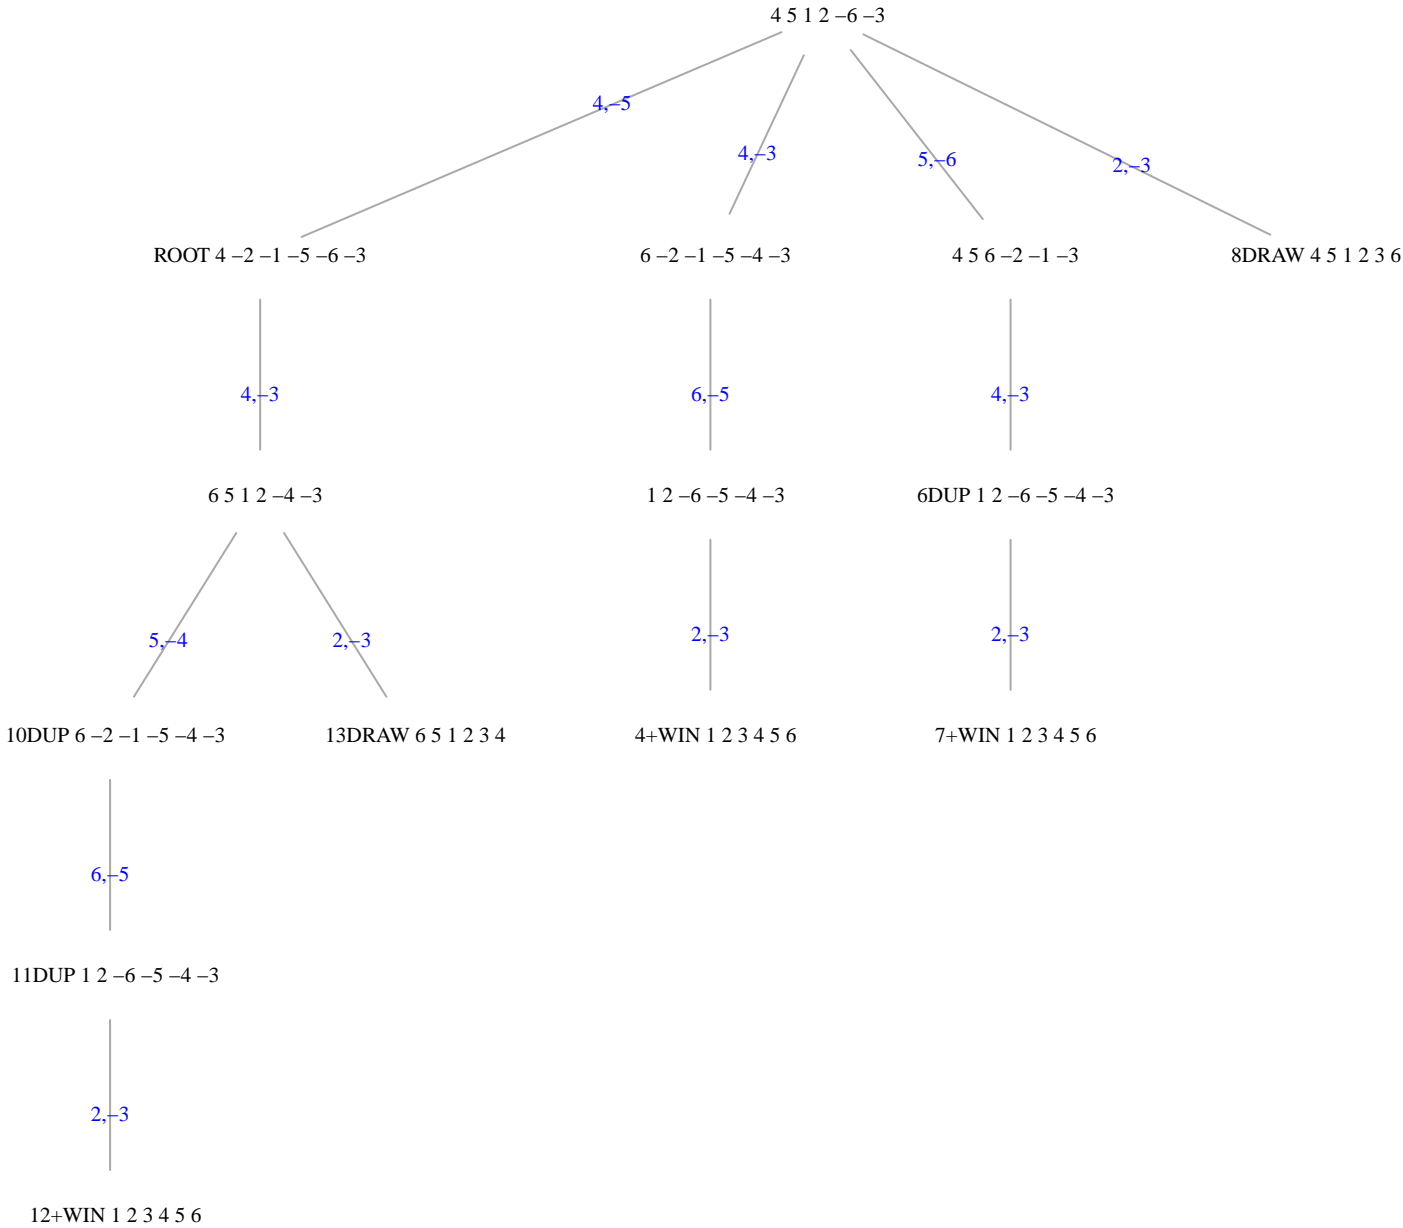 4 5 1 2 –6 –3
4,–5
4,–3
5,–6
2,–3
ROOT 4 –2 –1 –5 –6 –3
6 –2 –1 –5 –4 –3
4 5 6 –2 –1 –3
8DRAW 4 5 1 2 3 6
4,–3
6,–5
4,–3
6 5 1 2 –4 –3
1 2 –6 –5 –4 –3
6DUP 1 2 –6 –5 –4 –3
5,–4
2,–3
2,–3
2,–3
10DUP 6 –2 –1 –5 –4 –3
13DRAW 6 5 1 2 3 4
4+WIN 1 2 3 4 5 6
7+WIN 1 2 3 4 5 6
6,–5
11DUP 1 2 –6 –5 –4 –3
2,–3
12+WIN 1 2 3 4 5 6